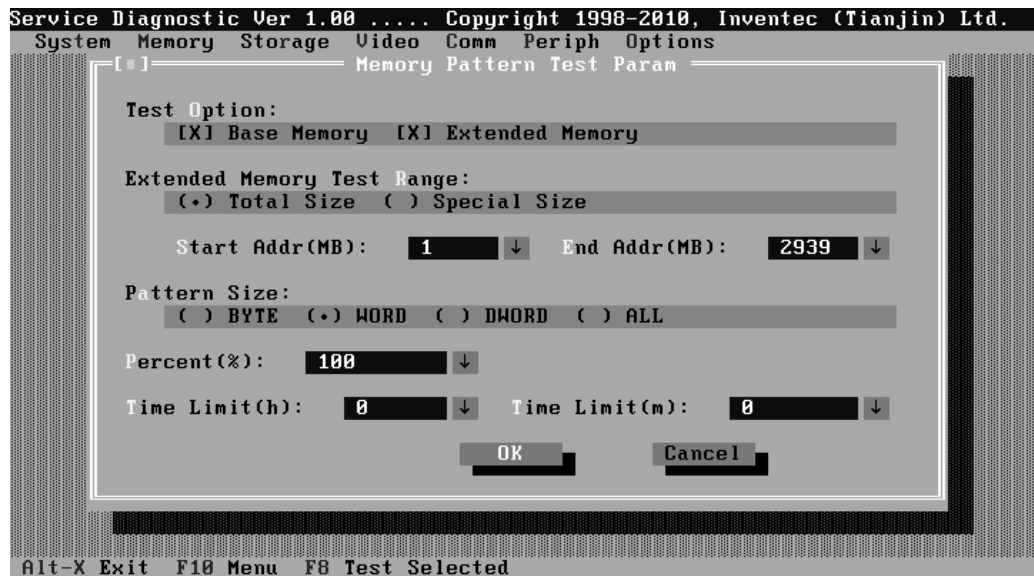 Service Diagnostic Ver 1.00 ..... Copyright 1998-2010, Inventec (Tianjin) Ltd.
System Memory Storage Video Comm Periph Options
[■] Memory Pattern Test Param
Test Option:
[X] Base Memory [X] Extended Memory
Extended Memory Test Range:
(•) Total Size ( ) Special Size
Start Addr(MB): 1 ↓ End Addr(MB): 2939 ↓
Pattern Size:
( ) BYTE (•) WORD ( ) DWORD ( ) ALL
Percent(%): 100 ↓
Time Limit(h): 0 ↓ Time Limit(m): 0 ↓
OK Cancel
Alt-X Exit F10 Menu F8 Test Selected